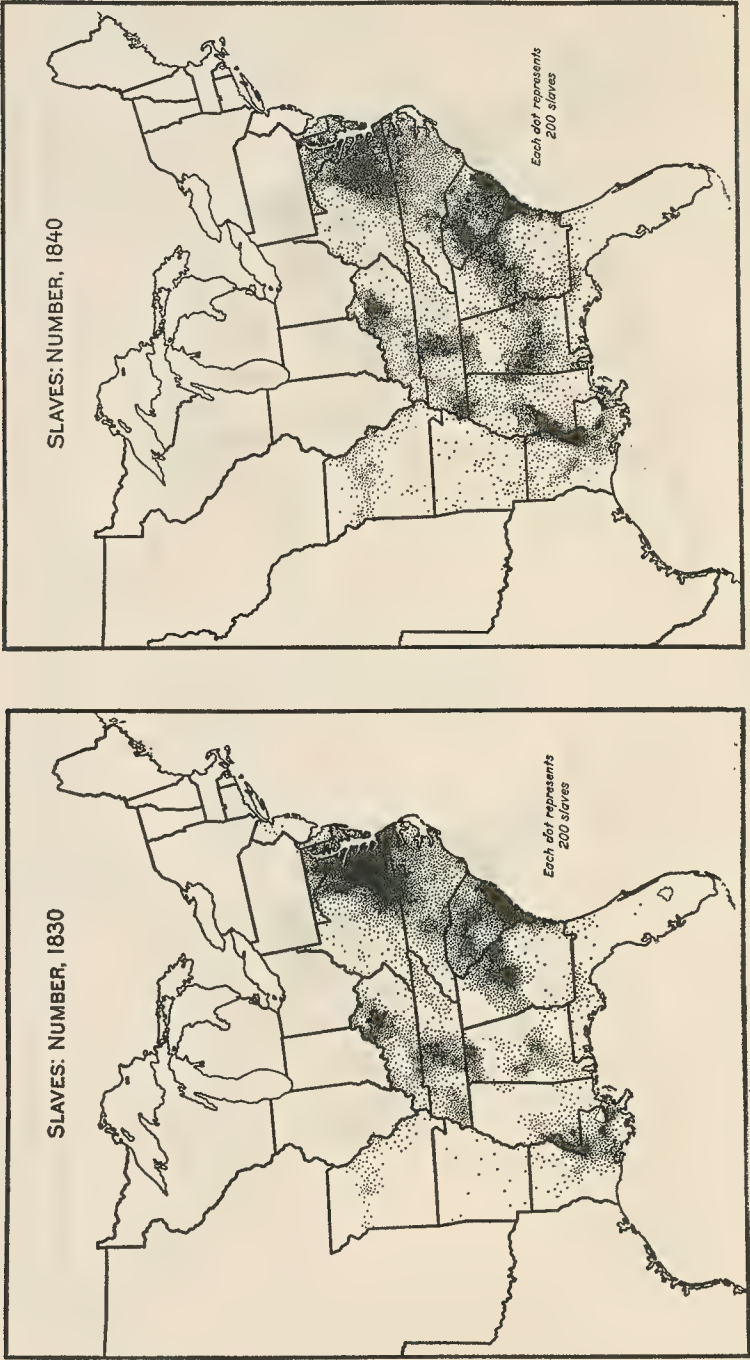 SLAVES: NUMBER, 1840
Each dot represents
200 slaves
SLAVES: NUMBER, 1830
Each dot represents
200 slaves